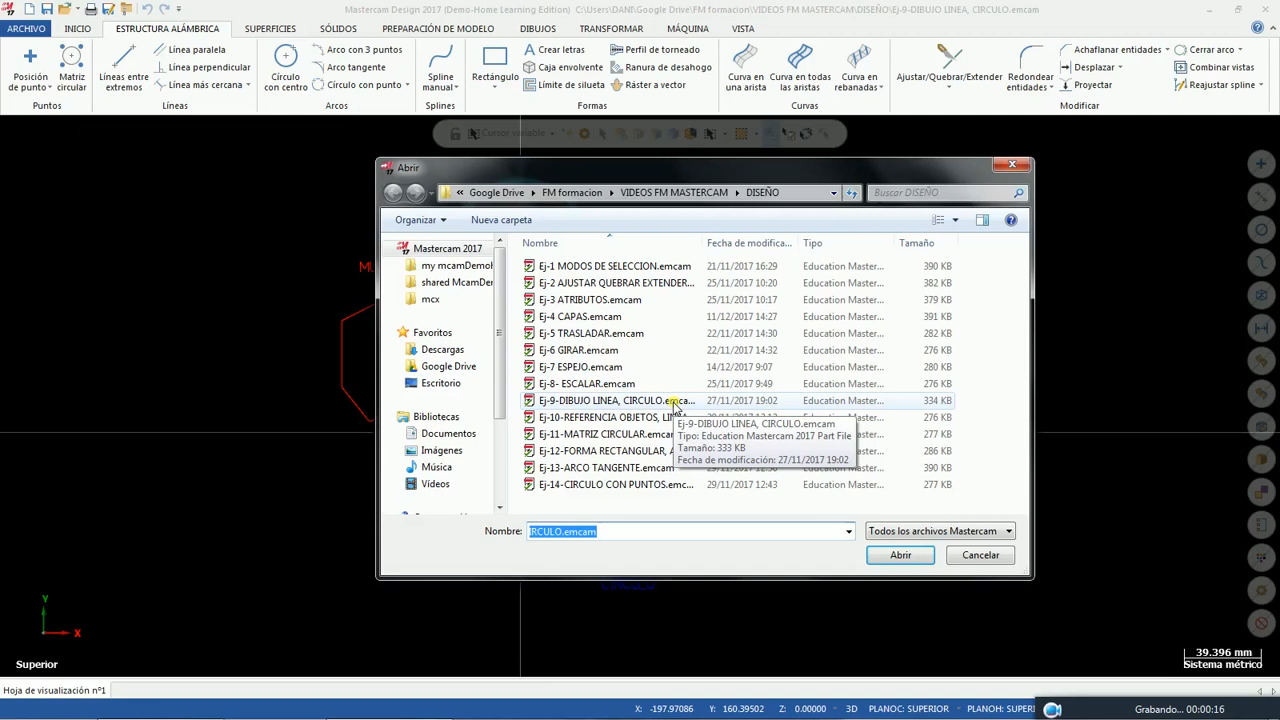 Mastercam Design 2017 (Demo-Home Learning Edition) C:\Users\DANI\Google Drive\FM formacion\VIDEOS FM MASTERCAM\DISEÑO\Ej-9-DIBUJO LINEA, CIRCULO.emcam
ARCHIVO INICIO ESTRUCTURA ALÁMBRICA SUPERFICIES SÓLIDOS PREPARACIÓN DE MODELO DIBUJOS TRANSFORMAR MÁQUINA VISTA
Línea paralela Arco con 3 puntos Crear letras Perfil de torneado Achaflanar entidades Cerrar arco
Línea perpendicular Arco tangente Caja envolvente Ranura de desahogo Desplazar Combinar vistas
Línea más cercana Círculo con punto Límite de silueta Ráster a vector Proyectar Reajustar spline
Posición de punto Matriz circular Líneas entre extremos Círculo con centro Spline manual Rectángulo Curva en una arista Curva en todas las aristas Curva en rebanadas Ajustar/Quebrar/Extender Redondear entidades
Puntos Líneas Arcos Splines Formas Curvas Modificar
Cursor variable
Abrir
Google Drive FM formacion VIDEOS FM MASTERCAM DISEÑO Buscar DISEÑO
Organizar Nueva carpeta
Mastercam 2017
my mcamDemoH
shared McamDem
mcx
Favoritos
Descargas
Google Drive
Escritorio
Bibliotecas
Documentos
Imágenes
Música
Vídeos
Nombre Fecha de modifica... Tipo Tamaño
Ej-1 MODOS DE SELECCION.emcam 21/11/2017 16:29 Education Master... 390 KB
Ej-2 AJUSTAR QUEBRAR EXTENDER... 25/11/2017 10:20 Education Master... 382 KB
Ej-3 ATRIBUTOS.emcam 25/11/2017 10:17 Education Master... 379 KB
Ej-4 CAPAS.emcam 11/12/2017 14:27 Education Master... 391 KB
Ej-5 TRASLADAR.emcam 22/11/2017 14:30 Education Master... 282 KB
Ej-6 GIRAR.emcam 22/11/2017 14:32 Education Master... 276 KB
Ej-7 ESPEJO.emcam 14/12/2017 9:07 Education Master... 280 KB
Ej-8- ESCALAR.emcam 25/11/2017 9:49 Education Master... 276 KB
Ej-9-DIBUJO LINEA, CIRCULO.emca... 27/11/2017 19:02 Education Master... 334 KB
Ej-10-REFERENCIA OBJETOS, LIN Education Master... 276 KB
Ej-11-MATRIZ CIRCULAR.emcam 277 KB
Ej-12-FORMA RECTANGULAR, A 286 KB
Ej-13-ARCO TANGENTE.emcam Education Master... 390 KB
Ej-14-CIRCULO CON PUNTOS.emc... 29/11/2017 12:43 Education Master... 277 KB
Ej-9-DIBUJO LINEA, CIRCULO.emcam
Tipo: Education Mastercam 2017 Part File
Tamaño: 333 KB
Fecha de modificación: 27/11/2017 19:02
Nombre: IRCULO.emcam Todos los archivos Mastercam
Abrir Cancelar
Y
X
Superior
39.396 mm
Sistema métrico
Hoja de visualización nº1
X: -197.97086 Y: 160.39502 Z: 0.00000 3D PLANOC: SUPERIOR PLANOH: SUPERI
Grabando... 00:00:16